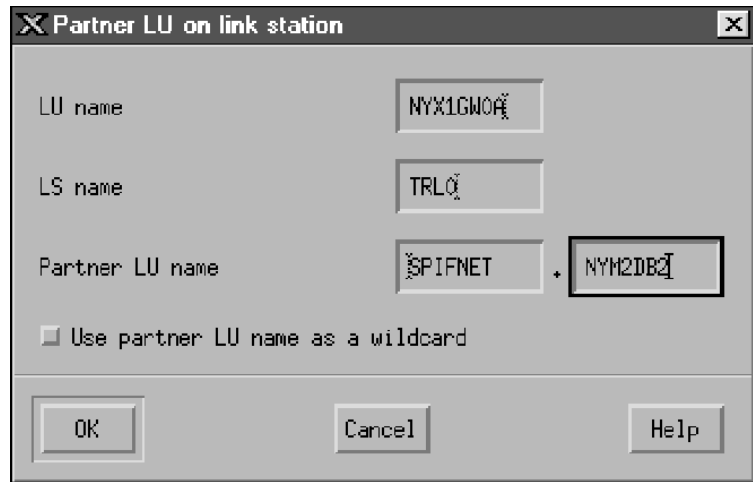 Partner LU on link station
LU name NYX1GW0A
LS name TRL0
Partner LU name SPIFNET . NYM2DB2
Use partner LU name as a wildcard
OK Cancel Help